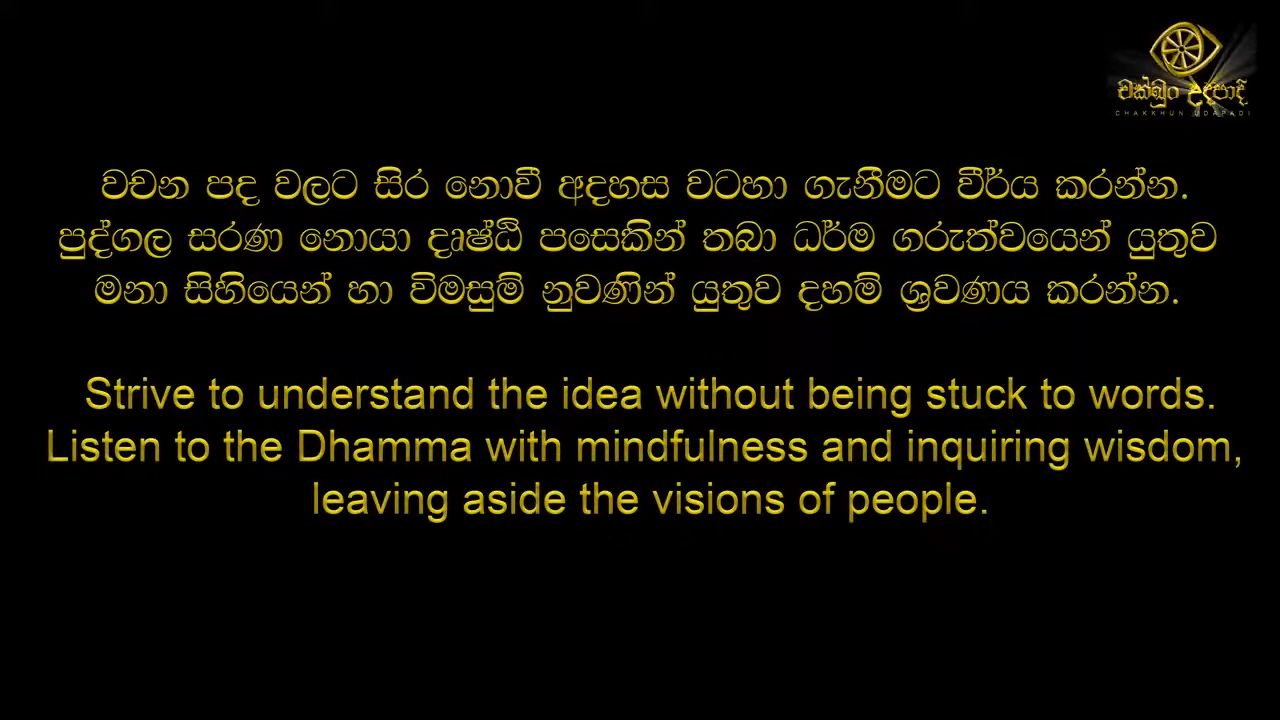 චක්ඛුං උදපාදි
CHAKKHUN UDAPADI
වචන පද වලට සිර නොවී අදහස වටහා ගැනීමට වීර්ය කරන්න.
පුද්ගල සරණ නොයා දෘෂ්ඨි පසෙකින් තබා ධර්ම ගරුත්වයෙන් යුතුව
මනා සිහියෙන් හා විමසුම් නුවණින් යුතුව දහම් ශ්‍රවණය කරන්න.
Strive to understand the idea without being stuck to words.
Listen to the Dhamma with mindfulness and inquiring wisdom,
leaving aside the visions of people.